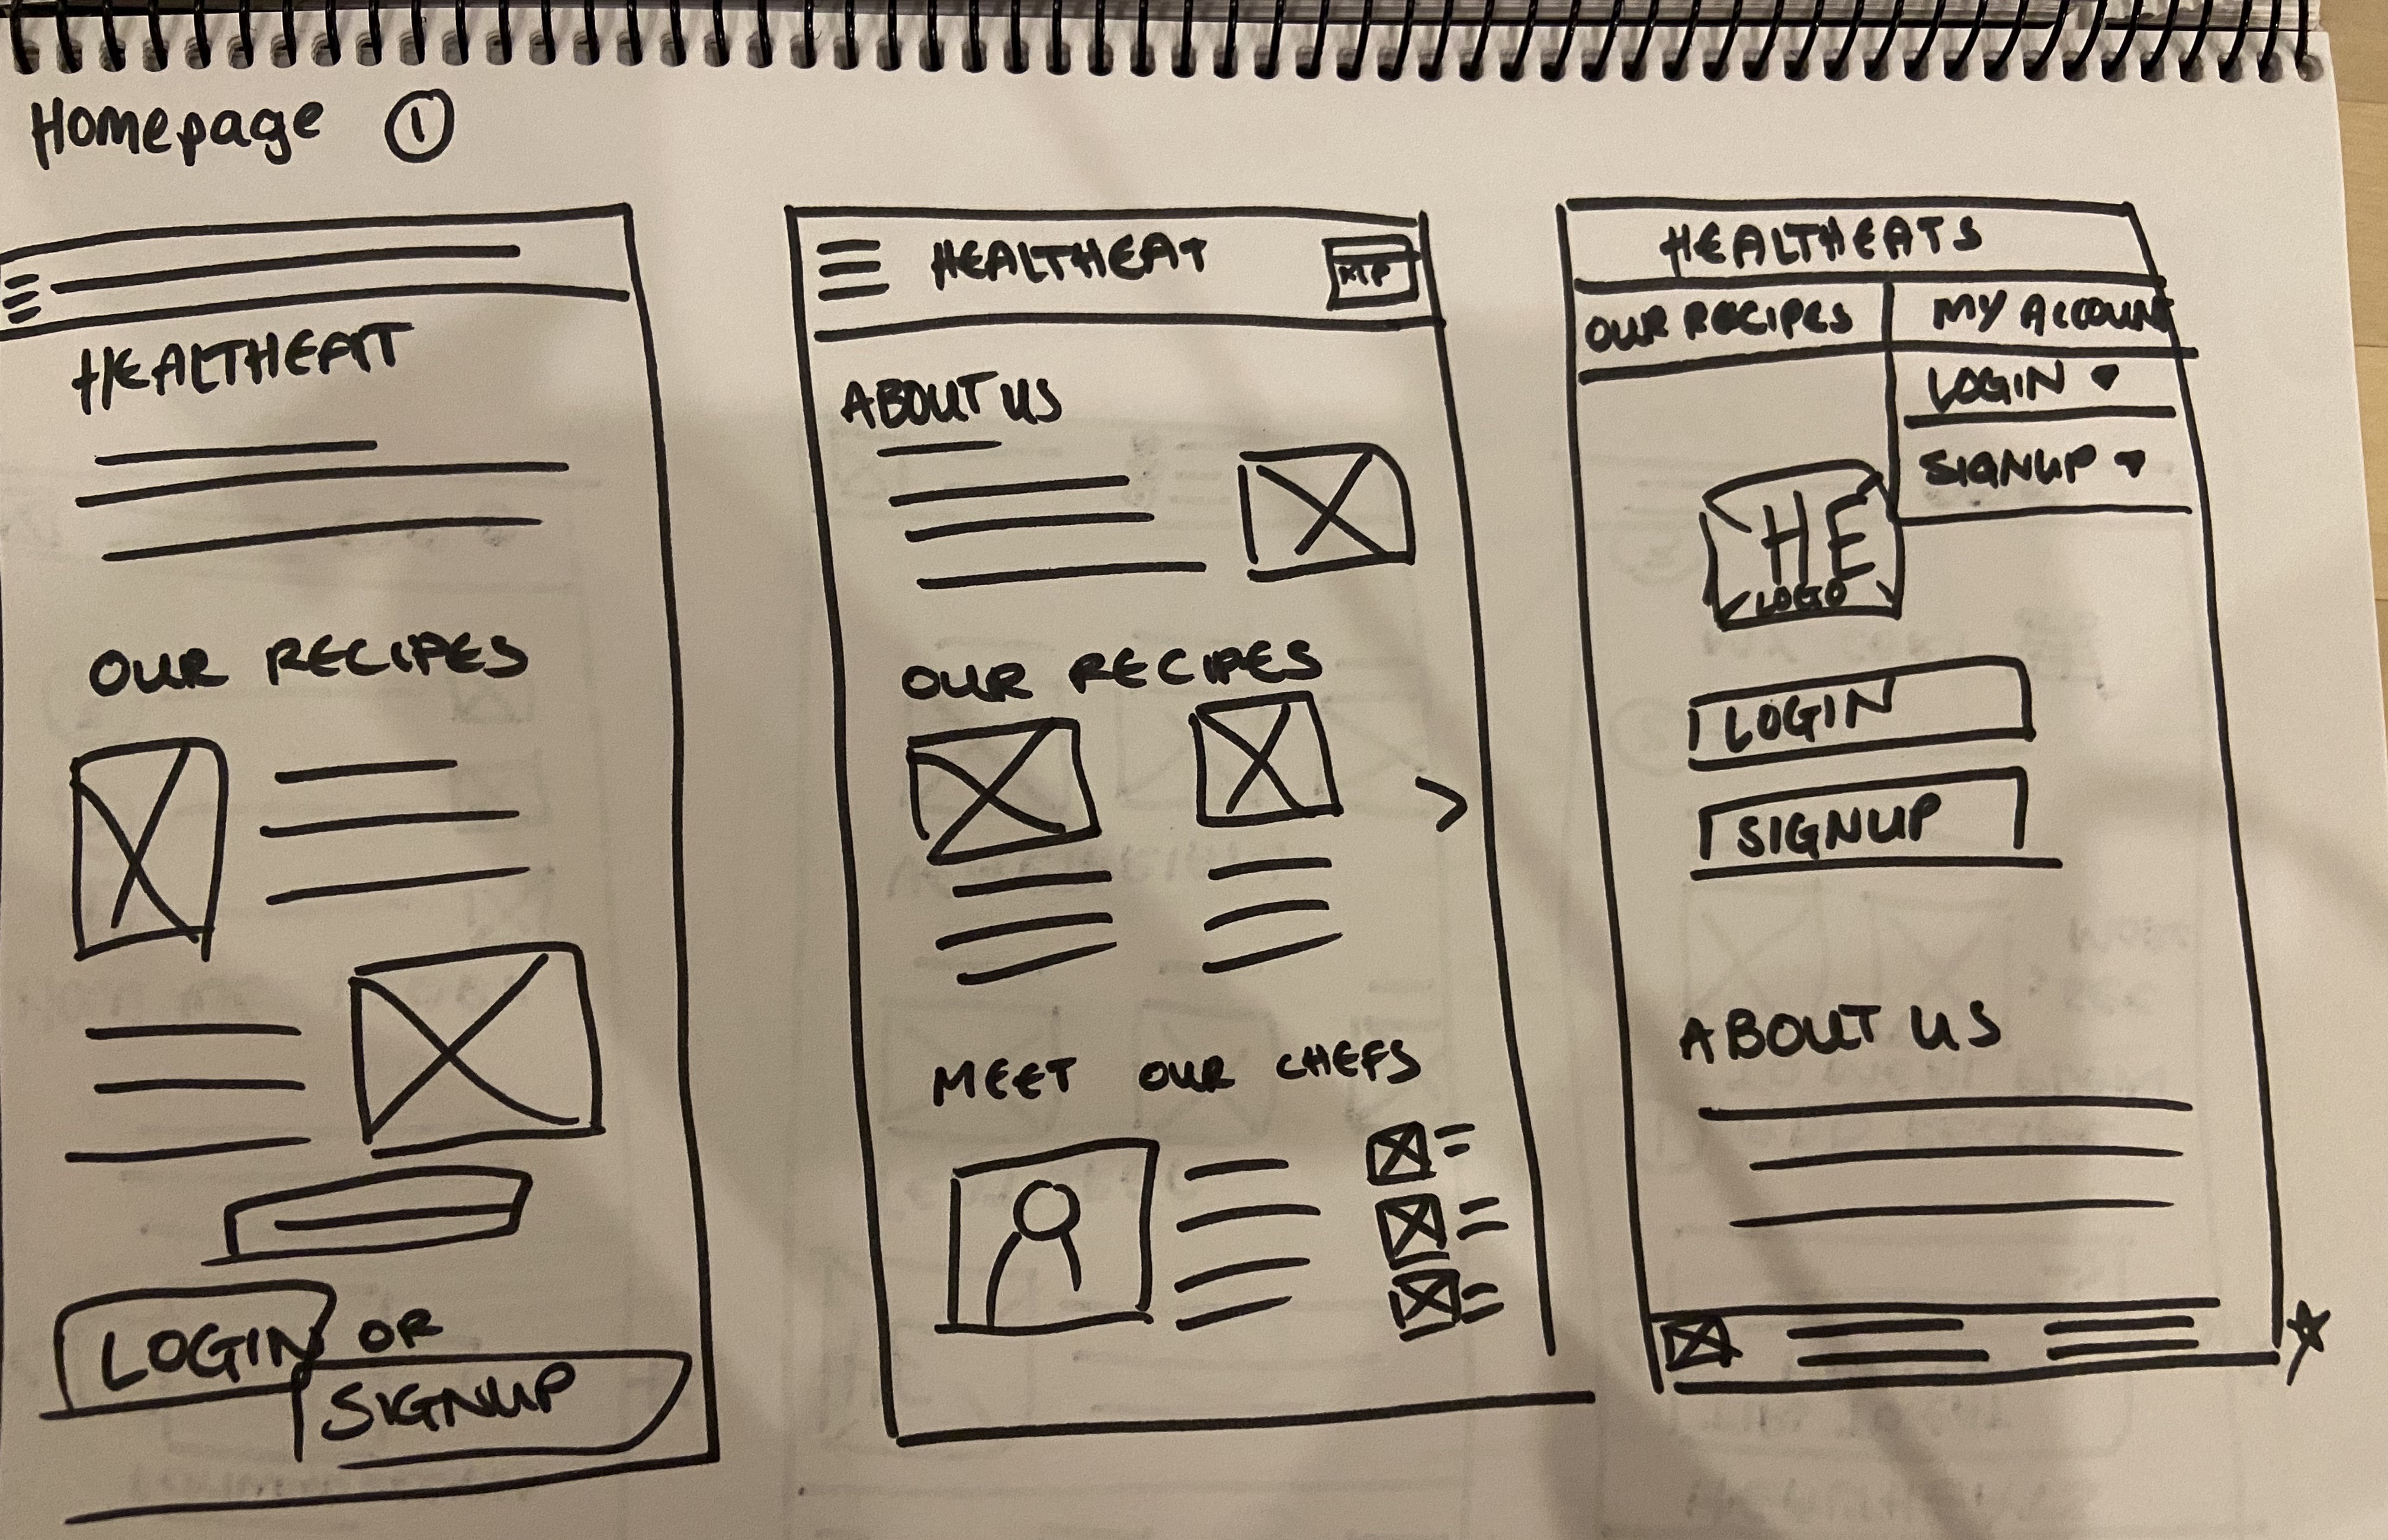 Homepage 1
HEALTHEAT
OUR RECIPES
LOGIN OR
SIGNUP
HEALTHEAT
MP
ABOUT US
OUR RECIPES
MEET OUR CHEFS
HEALTHEATS
OUR RECIPES MY ACCOUNT
LOGIN
SIGNUP
HE
LOGO
LOGIN
SIGNUP
ABOUT US